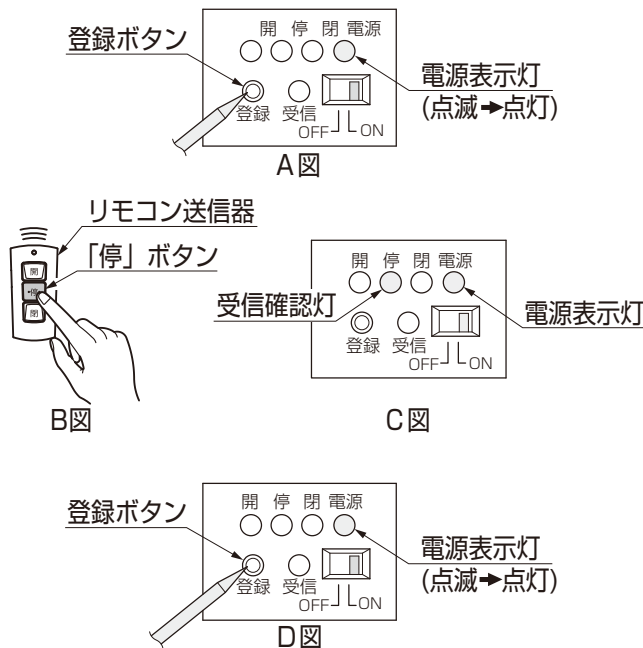 開 停 閉 電源
登録ボタン
電源表示灯
(点滅➡点灯)
登録 受信
OFF ON
A図
リモコン送信器
「停」ボタン
開
停
閉
B図
開 停 閉 電源
受信確認灯
電源表示灯
登録 受信
OFF ON
C図
開 停 閉 電源
登録ボタン
電源表示灯
(点滅➡点灯)
登録 受信
OFF ON
D図